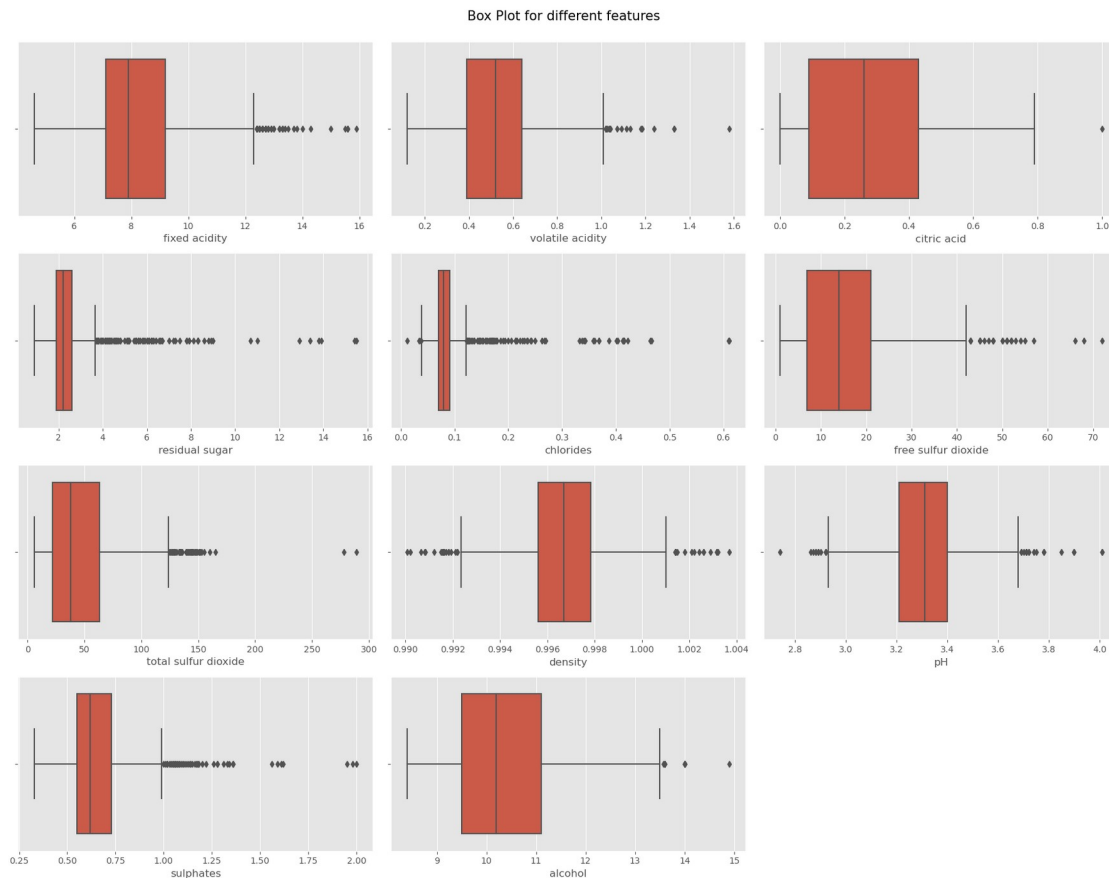 Box Plot for different features
6 8 10 12 14 16
fixed acidity
0.2 0.4 0.6 0.8 1.0 1.2 1.4 1.6
volatile acidity
0.0 0.2 0.4 0.6 0.8 1.0
citric acid
2 4 6 8 10 12 14 16
residual sugar
0.0 0.1 0.2 0.3 0.4 0.5 0.6
chlorides
0 10 20 30 40 50 60 70
free sulfur dioxide
0 50 100 150 200 250 300
total sulfur dioxide
0.990 0.992 0.994 0.996 0.998 1.000 1.002 1.004
density
2.8 3.0 3.2 3.4 3.6 3.8 4.0
pH
0.25 0.50 0.75 1.00 1.25 1.50 1.75 2.00
sulphates
9 10 11 12 13 14 15
alcohol